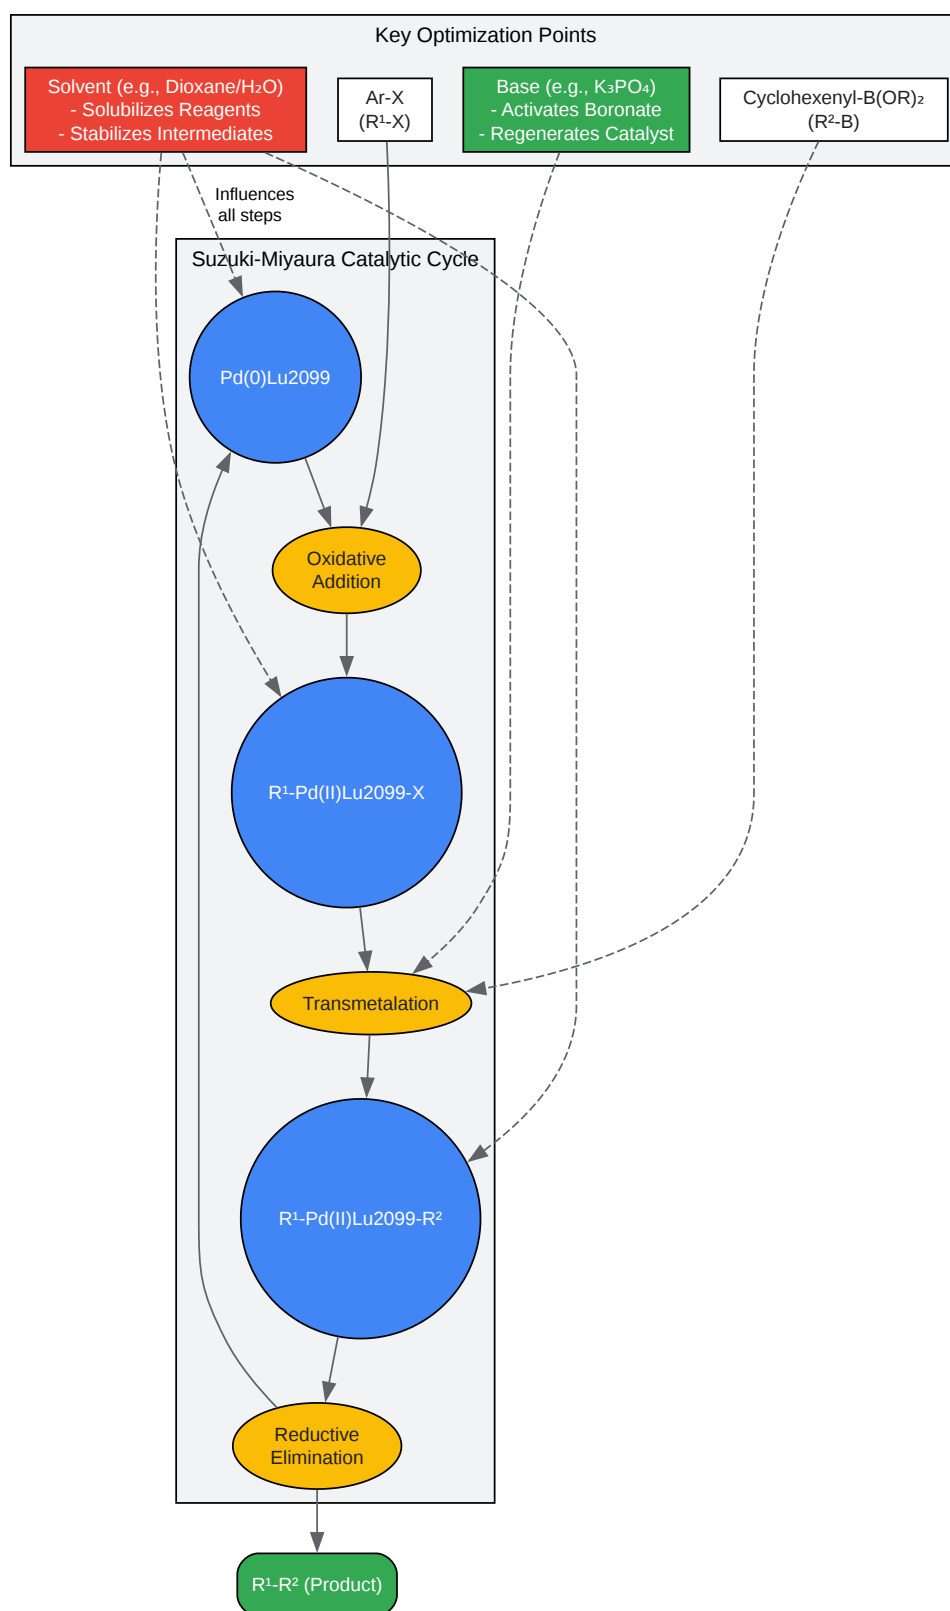 Key Optimization Points
Solvent (e.g., Dioxane/H₂O)
- Solubilizes Reagents
- Stabilizes Intermediates
Ar-X
(R¹-X)
Base (e.g., K₃PO₄)
- Activates Boronate
- Regenerates Catalyst
Cyclohexenyl-B(OR)₂
(R²-B)
Influences
all steps
Suzuki-Miyaura Catalytic Cycle
Pd(0)Lu2099
Oxidative
Addition
R¹-Pd(II)Lu2099-X
Transmetalation
R¹-Pd(II)Lu2099-R²
Reductive
Elimination
R¹-R² (Product)